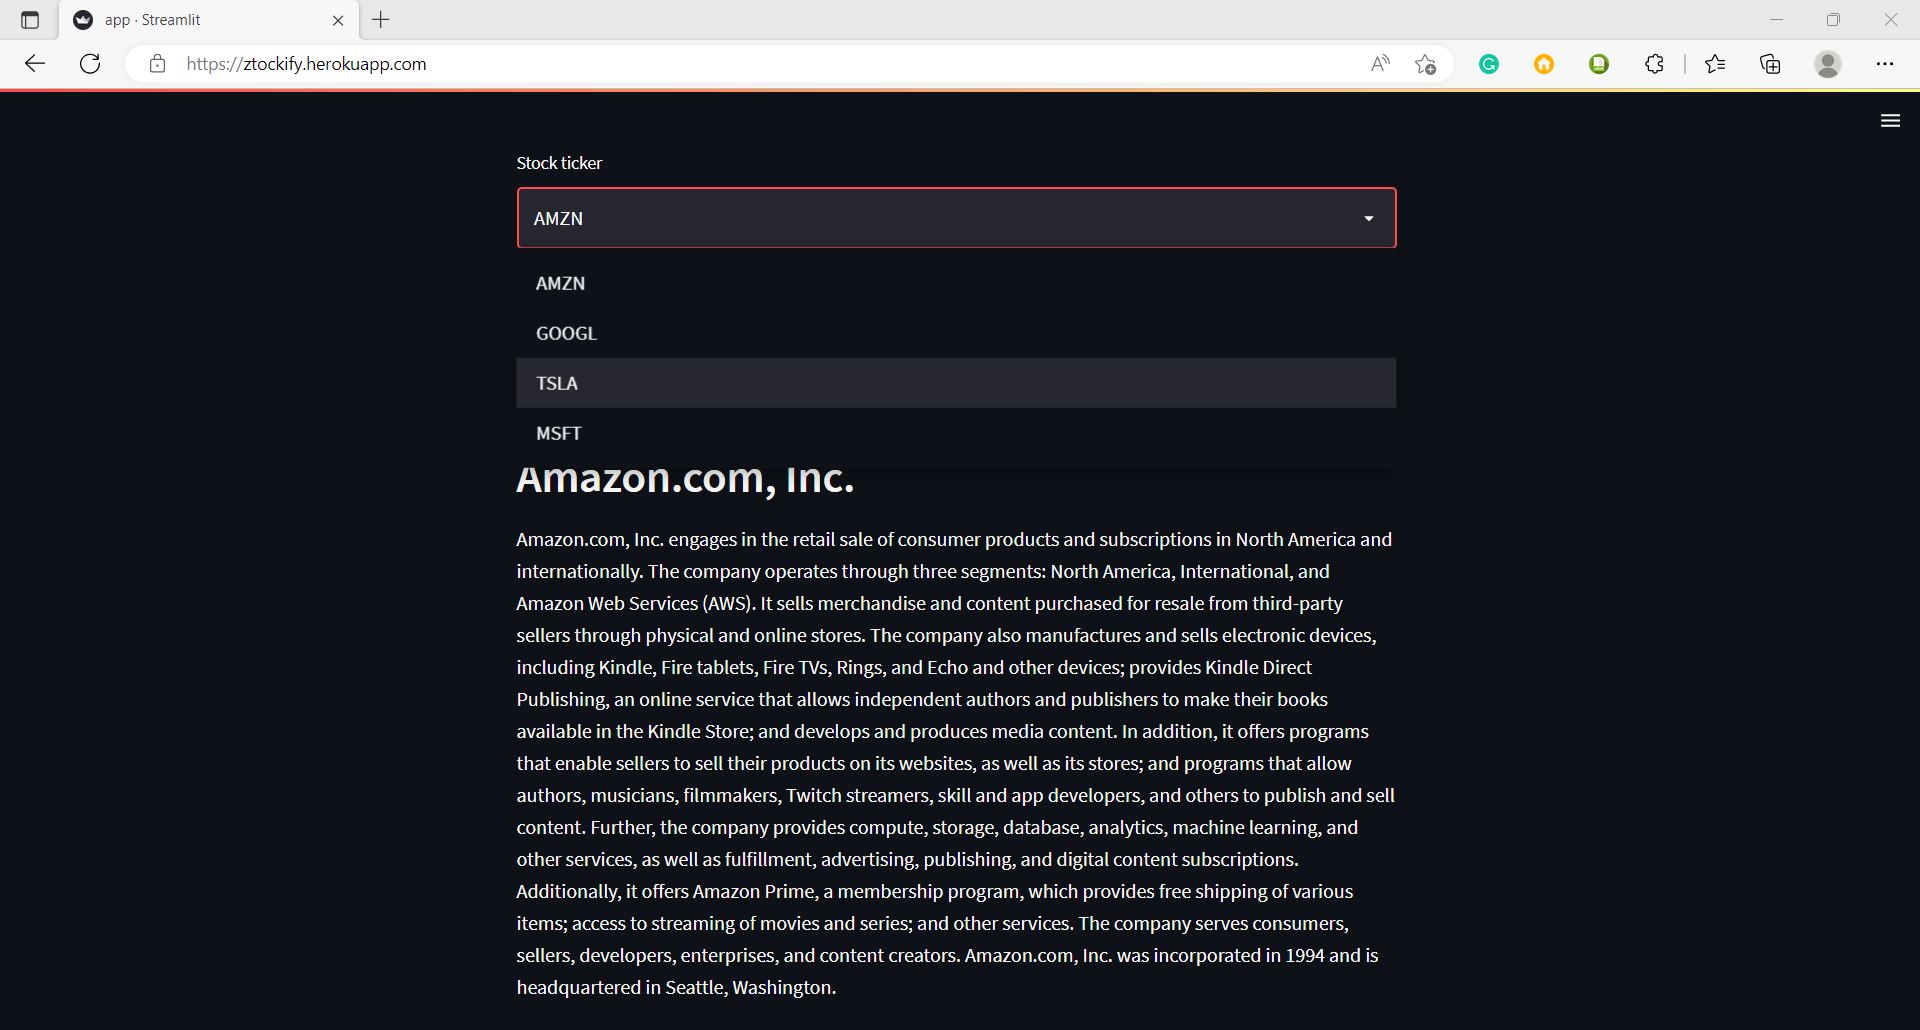 app · Streamlit
https://ztockify.herokuapp.com
Stock ticker
AMZN
AMZN
GOOGL
TSLA
MSFT
Amazon.com, Inc.
Amazon.com, Inc. engages in the retail sale of consumer products and subscriptions in North America and
internationally. The company operates through three segments: North America, International, and
Amazon Web Services (AWS). It sells merchandise and content purchased for resale from third-party
sellers through physical and online stores. The company also manufactures and sells electronic devices,
including Kindle, Fire tablets, Fire TVs, Rings, and Echo and other devices; provides Kindle Direct
Publishing, an online service that allows independent authors and publishers to make their books
available in the Kindle Store; and develops and produces media content. In addition, it offers programs
that enable sellers to sell their products on its websites, as well as its stores; and programs that allow
authors, musicians, filmmakers, Twitch streamers, skill and app developers, and others to publish and sell
content. Further, the company provides compute, storage, database, analytics, machine learning, and
other services, as well as fulfillment, advertising, publishing, and digital content subscriptions.
Additionally, it offers Amazon Prime, a membership program, which provides free shipping of various
items; access to streaming of movies and series; and other services. The company serves consumers,
sellers, developers, enterprises, and content creators. Amazon.com, Inc. was incorporated in 1994 and is
headquartered in Seattle, Washington.